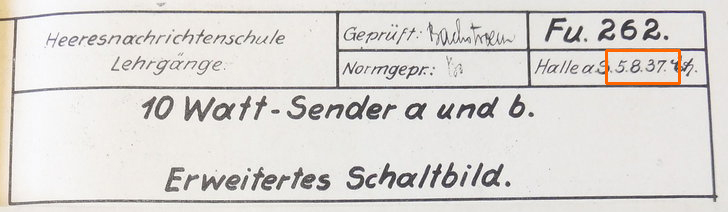 Heeresnachrichtenschule
Lehrgänge.
Geprüft:
Normgepr.:
Fu. 262.
Halle a.S. 5.8.37.
10 Watt-Sender a und b.
Erweitertes Schaltbild.